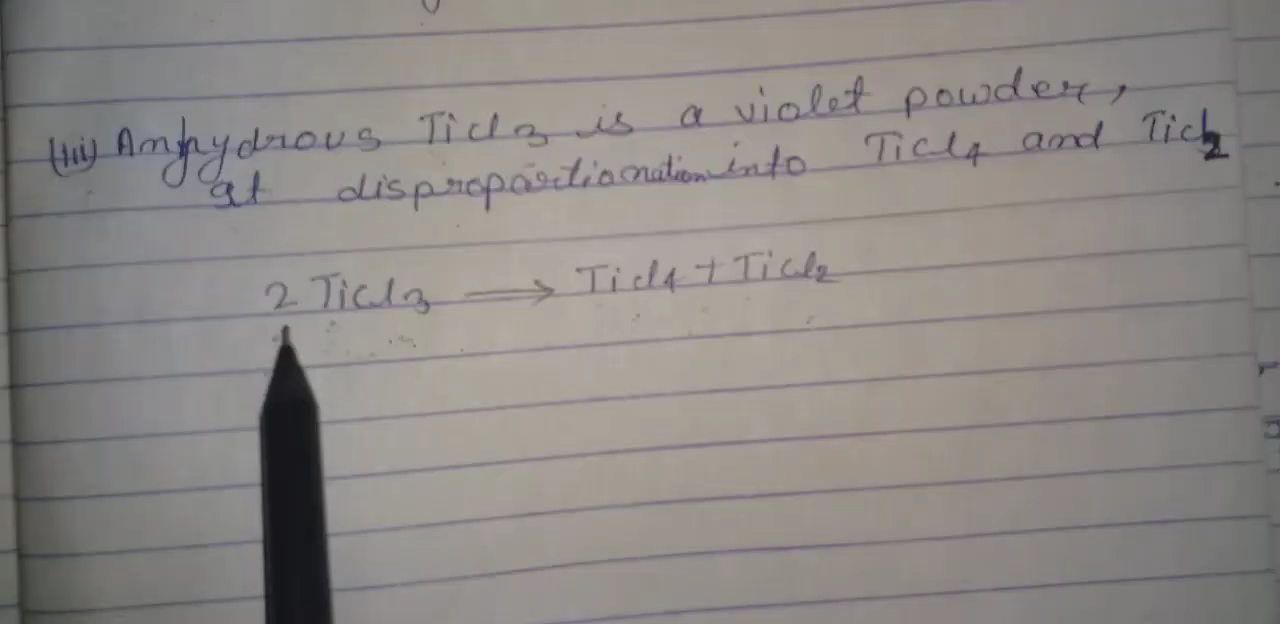 (iii) Anhydrous TiCl3 is a violet powder,
at disproportionation into TiCl4 and TiCl2
2 TiCl3 ⟶ TiCl4 + TiCl2